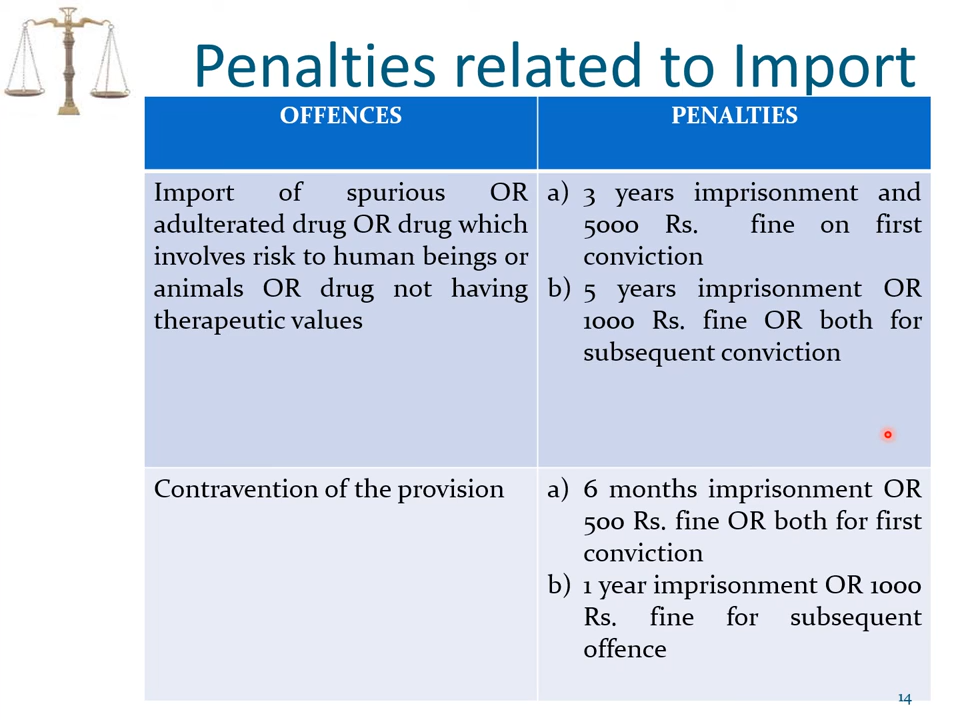 Penalties related to Import
OFFENCES
PENALTIES
Import of spurious OR
adulterated drug OR drug which
involves risk to human beings or
animals OR drug not having
therapeutic values
a) 3 years imprisonment and
5000 Rs. fine on first
conviction
b) 5 years imprisonment OR
1000 Rs. fine OR both for
subsequent conviction
Contravention of the provision
a) 6 months imprisonment OR
500 Rs. fine OR both for first
conviction
b) 1 year imprisonment OR 1000
Rs. fine for subsequent
offence
14